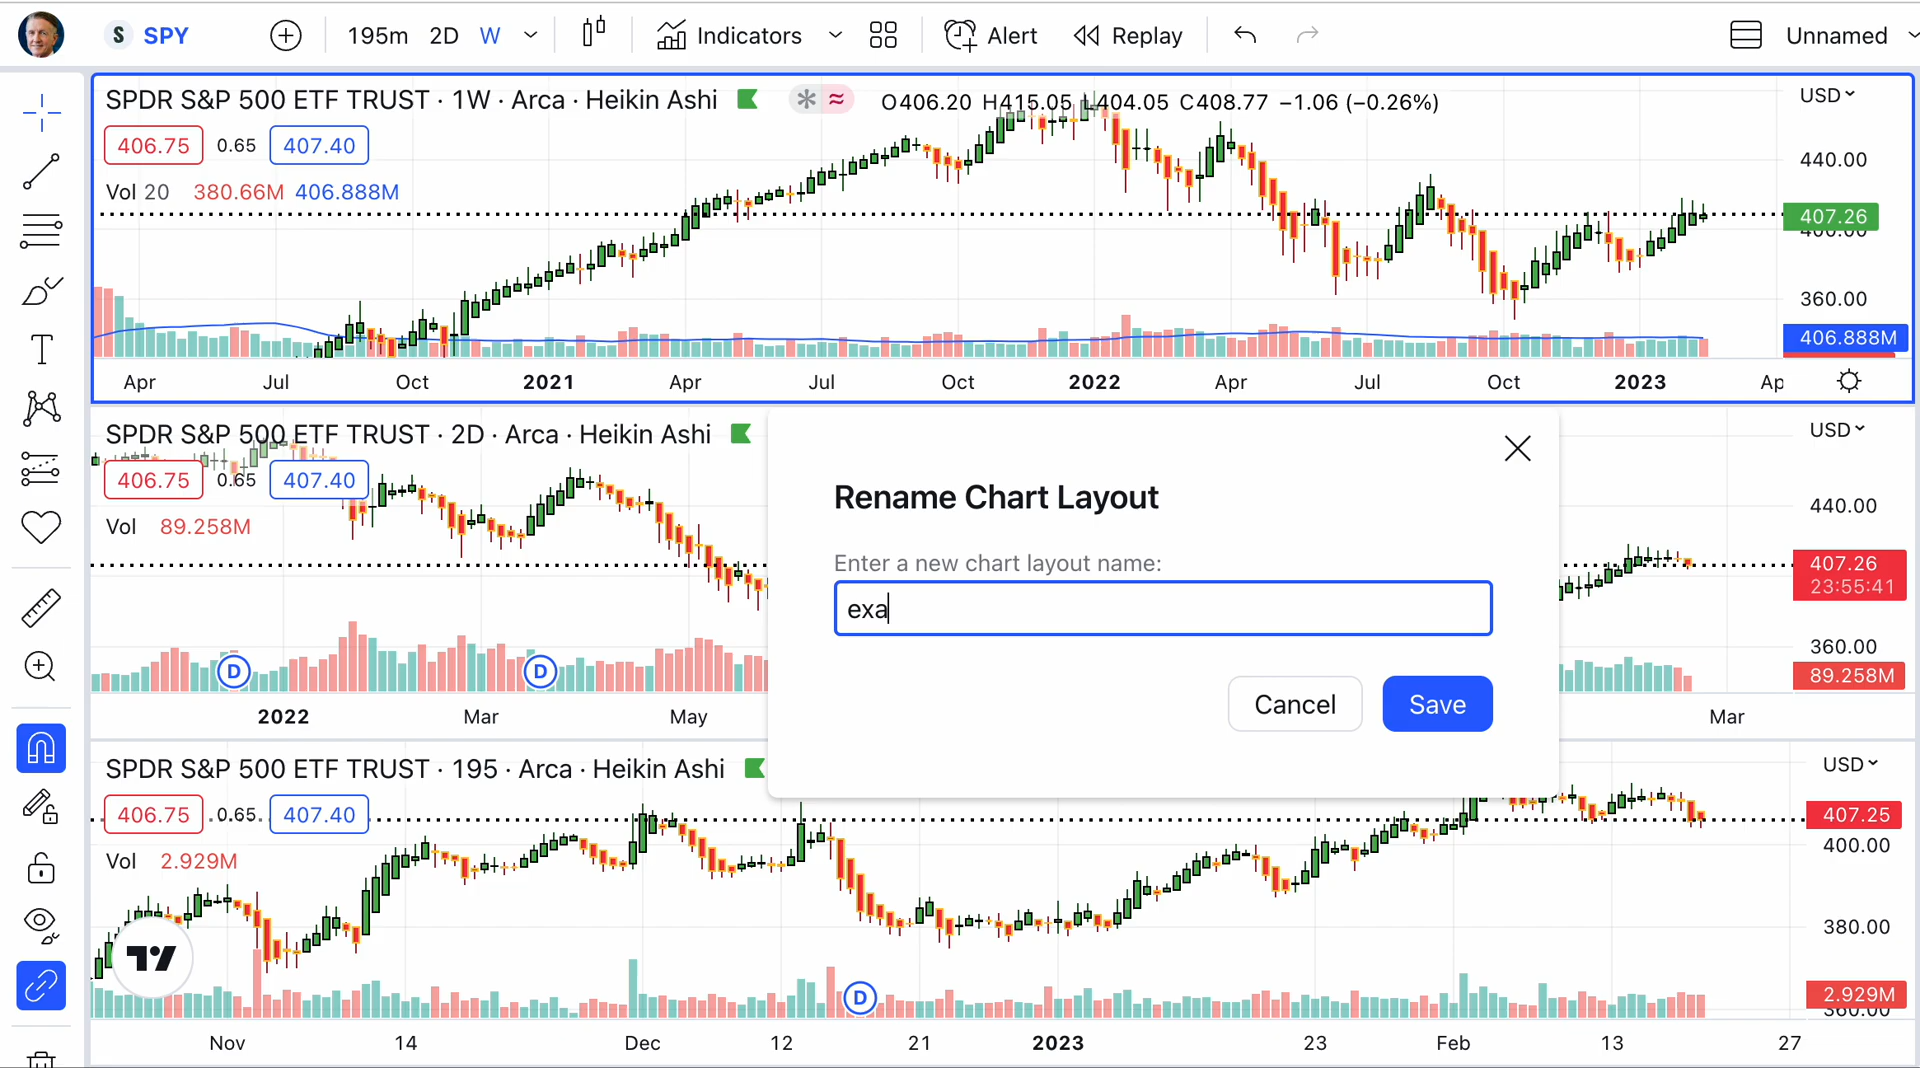 S SPY 195m 2D W Indicators Alert Replay Unnamed
SPDR S&P 500 ETF TRUST · 1W · Arca · Heikin Ashi O406.20 H415.05 L404.05 C408.77 −1.06 (−0.26%) USD
406.75 0.65 407.40
440.00
Vol 20 380.66M 406.888M
407.26
400.00
360.00
406.888M
Apr Jul Oct 2021 Apr Jul Oct 2022 Apr Jul Oct 2023 Ap
SPDR S&P 500 ETF TRUST · 2D · Arca · Heikin Ashi USD
406.75 0.65 407.40
440.00
Vol 89.258M
407.26
23:55:41
360.00
D D 89.258M
2022 Mar May Mar
Rename Chart Layout
Enter a new chart layout name:
exa
Cancel Save
SPDR S&P 500 ETF TRUST · 195 · Arca · Heikin Ashi USD
406.75 0.65 407.40 407.25
400.00
Vol 2.929M
380.00
D 2.929M
360.00
Nov 14 Dec 12 21 2023 23 Feb 13 27